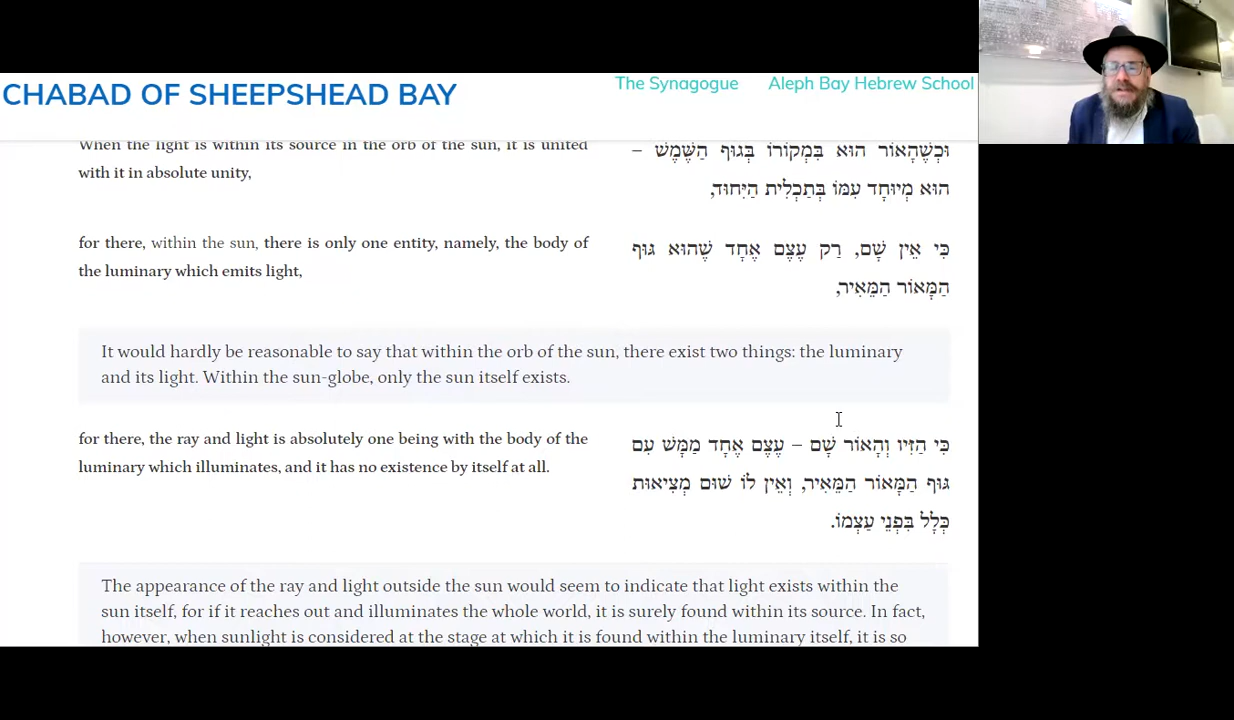 CHABAD OF SHEEPSHEAD BAY
The Synagogue
Aleph Bay Hebrew School
When the light is within its source in the orb of the sun, it is united
with it in absolute unity,
וּכְשֶׁהָאוֹר הוּא בִּמְקוֹרוֹ בְּגוּף הַשֶּׁמֶשׁ –
הוּא מְיוּחָד עִמּוֹ בְּתַכְלִית הַיִּחוּד,
for there, within the sun, there is only one entity, namely, the body of
the luminary which emits light,
כִּי אֵין שָׁם, רַק עֶצֶם אֶחָד שֶׁהוּא גּוּף
הַמָּאוֹר הַמֵּאִיר,
It would hardly be reasonable to say that within the orb of the sun, there exist two things: the luminary
and its light. Within the sun-globe, only the sun itself exists.
for there, the ray and light is absolutely one being with the body of the
luminary which illuminates, and it has no existence by itself at all.
כִּי הַזִּיו וְהָאוֹר שָׁם – עֶצֶם אֶחָד מַמָּשׁ עִם
גּוּף הַמָּאוֹר הַמֵּאִיר, וְאֵין לוֹ שׁוּם מְצִיאוּת
כְּלָל בִּפְנֵי עַצְמוֹ.
The appearance of the ray and light outside the sun would seem to indicate that light exists within the
sun itself, for if it reaches out and illuminates the whole world, it is surely found within its source. In fact,
however, when sunlight is considered at the stage at which it is found within the luminary itself, it is so